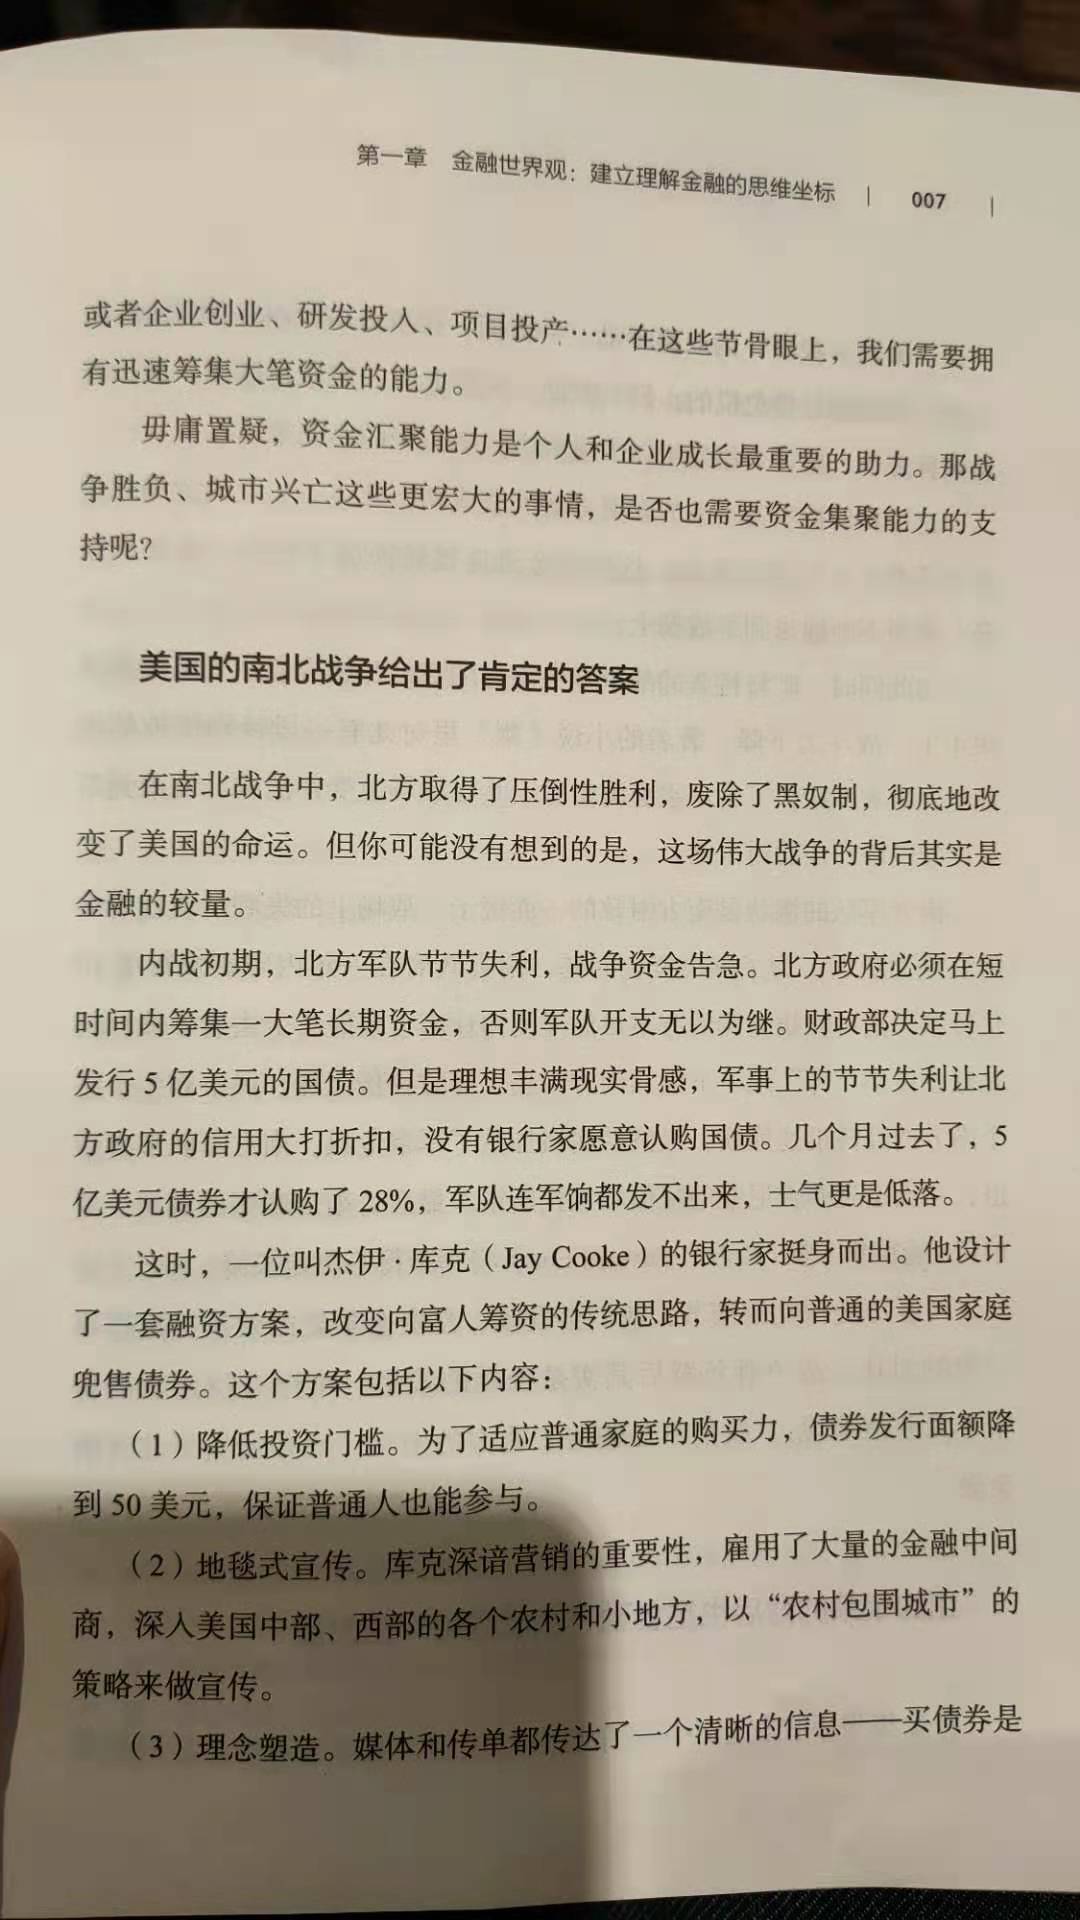 第一章 金融世界观：建立理解金融的思维坐标 | 007 |
或者企业创业、研发投入、项目投产……在这些节骨眼上，我们需要拥
有迅速筹集大笔资金的能力。
毋庸置疑，资金汇聚能力是个人和企业成长最重要的助力。那战
争胜负、城市兴亡这些更宏大的事情，是否也需要资金集聚能力的支
持呢？
美国的南北战争给出了肯定的答案
在南北战争中，北方取得了压倒性胜利，废除了黑奴制，彻底地改
变了美国的命运。但你可能没有想到的是，这场伟大战争的背后其实是
金融的较量。
内战初期，北方军队节节失利，战争资金告急。北方政府必须在短
时间内筹集一大笔长期资金，否则军队开支无以为继。财政部决定马上
发行 5 亿美元的国债。但是理想丰满现实骨感，军事上的节节失利让北
方政府的信用大打折扣，没有银行家愿意认购国债。几个月过去了，5
亿美元债券才认购了 28%，军队连军饷都发不出来，士气更是低落。
这时，一位叫杰伊·库克（Jay Cooke）的银行家挺身而出。他设计
了一套融资方案，改变向富人筹资的传统思路，转而向普通的美国家庭
兜售债券。这个方案包括以下内容：
（1）降低投资门槛。为了适应普通家庭的购买力，债券发行面额降
到 50 美元，保证普通人也能参与。
（2）地毯式宣传。库克深谙营销的重要性，雇用了大量的金融中间
商，深入美国中部、西部的各个农村和小地方，以“农村包围城市”的
策略来做宣传。
（3）理念塑造。媒体和传单都传达了一个清晰的信息——买债券是